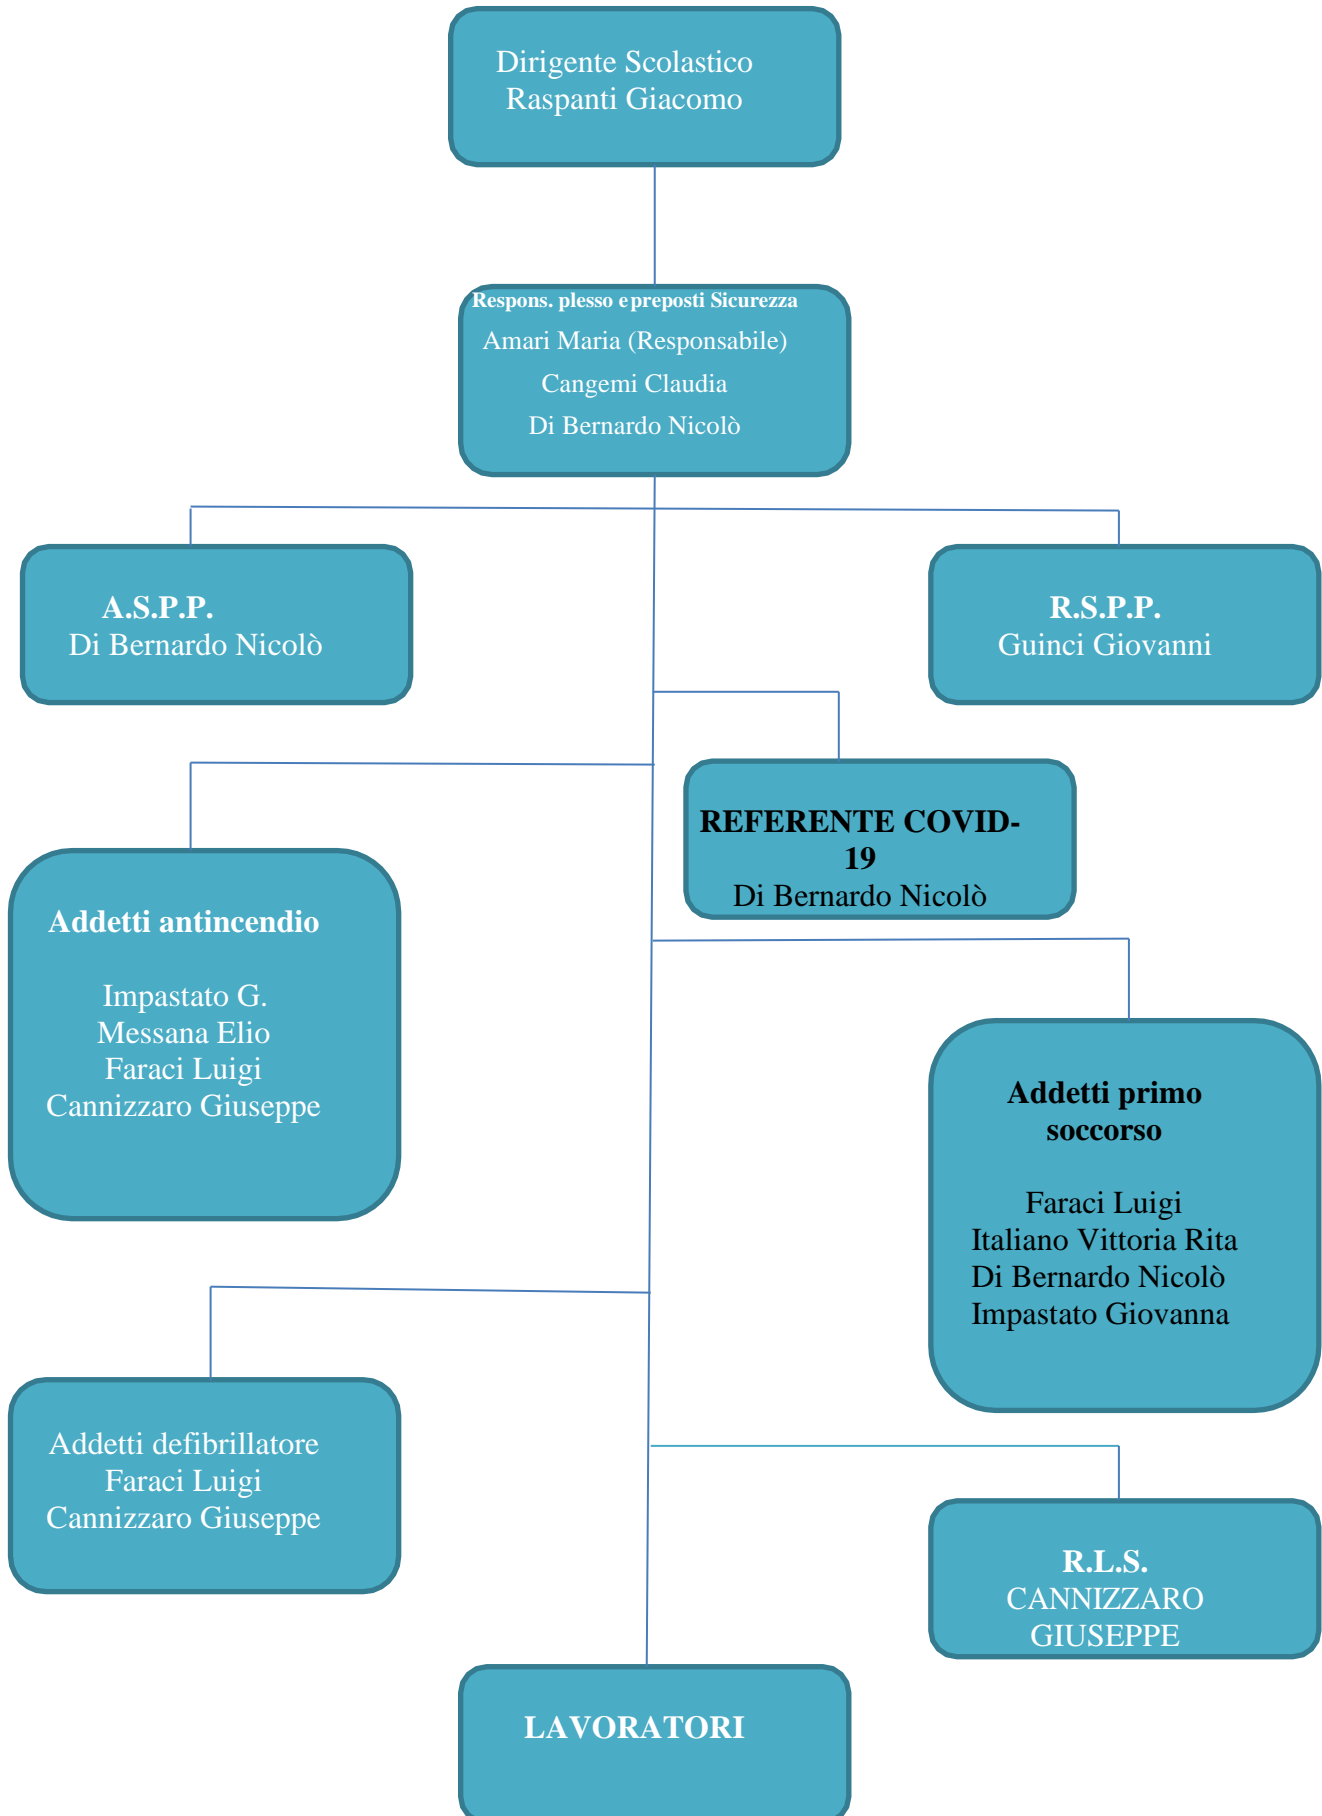 Dirigente Scolastico
Raspanti Giacomo
Respons. plesso e preposti Sicurezza
Amari Maria (Responsabile)
Cangemi Claudia
Di Bernardo Nicolò
A.S.P.P.
Di Bernardo Nicolò
R.S.P.P.
Guinci Giovanni
REFERENTE COVID-
19
Di Bernardo Nicolò
Addetti antincendio
Impastato G.
Messana Elio
Faraci Luigi
Cannizzaro Giuseppe
Addetti primo
soccorso
Faraci Luigi
Italiano Vittoria Rita
Di Bernardo Nicolò
Impastato Giovanna
Addetti defibrillatore
Faraci Luigi
Cannizzaro Giuseppe
R.L.S.
CANNIZZARO
GIUSEPPE
LAVORATORI